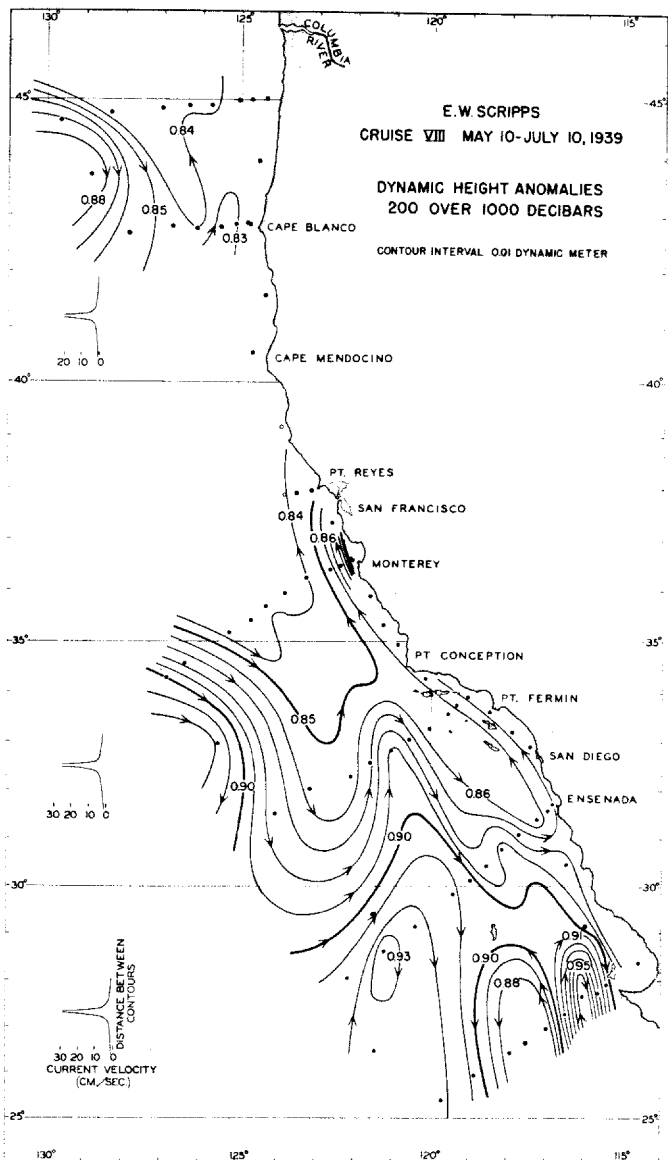 130° 125° 120° 115°
COLUMBIA
RIVER
45° 45°
E.W. SCRIPPS
CRUISE VIII MAY 10-JULY 10, 1939
DYNAMIC HEIGHT ANOMALIES
200 OVER 1000 DECIBARS
CONTOUR INTERVAL 0.01 DYNAMIC METER
0.84
0.88
0.85
0.83
CAPE BLANCO
20 10 0
CAPE MENDOCINO
40° 40°
PT. REYES
0.84
SAN FRANCISCO
0.86
MONTEREY
35° 35°
PT CONCEPTION
0.85
PT. FERMIN
SAN DIEGO
0.90
30 20 10 0
0.86
ENSENADA
0.90
30° 30°
0.91
0.93
0.90
0.95
0.88
DISTANCE BETWEEN
CONTOURS
30 20 10 0
CURRENT VELOCITY
(CM/SEC.)
25° 25°
130° 125° 120° 115°